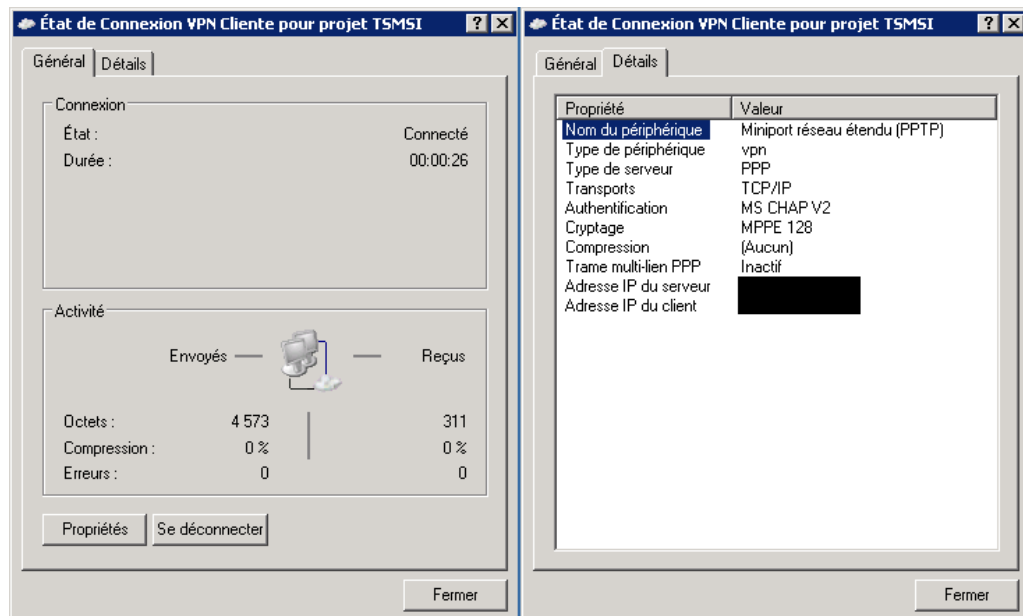 État de Connexion VPN Cliente pour projet TSMSI
Général Détails
Connexion
État : Connecté
Durée : 00:00:26
Activité
Envoyés Reçus
Octets : 4 573 311
Compression : 0 % 0 %
Erreurs : 0 0
Propriétés Se déconnecter
Fermer
État de Connexion VPN Cliente pour projet TSMSI
Général Détails
Propriété Valeur
Nom du périphérique Miniport réseau étendu (PPTP)
Type de périphérique vpn
Type de serveur PPP
Transports TCP/IP
Authentification MS CHAP V2
Cryptage MPPE 128
Compression (Aucun)
Trame multi-lien PPP Inactif
Adresse IP du serveur
Adresse IP du client
Fermer